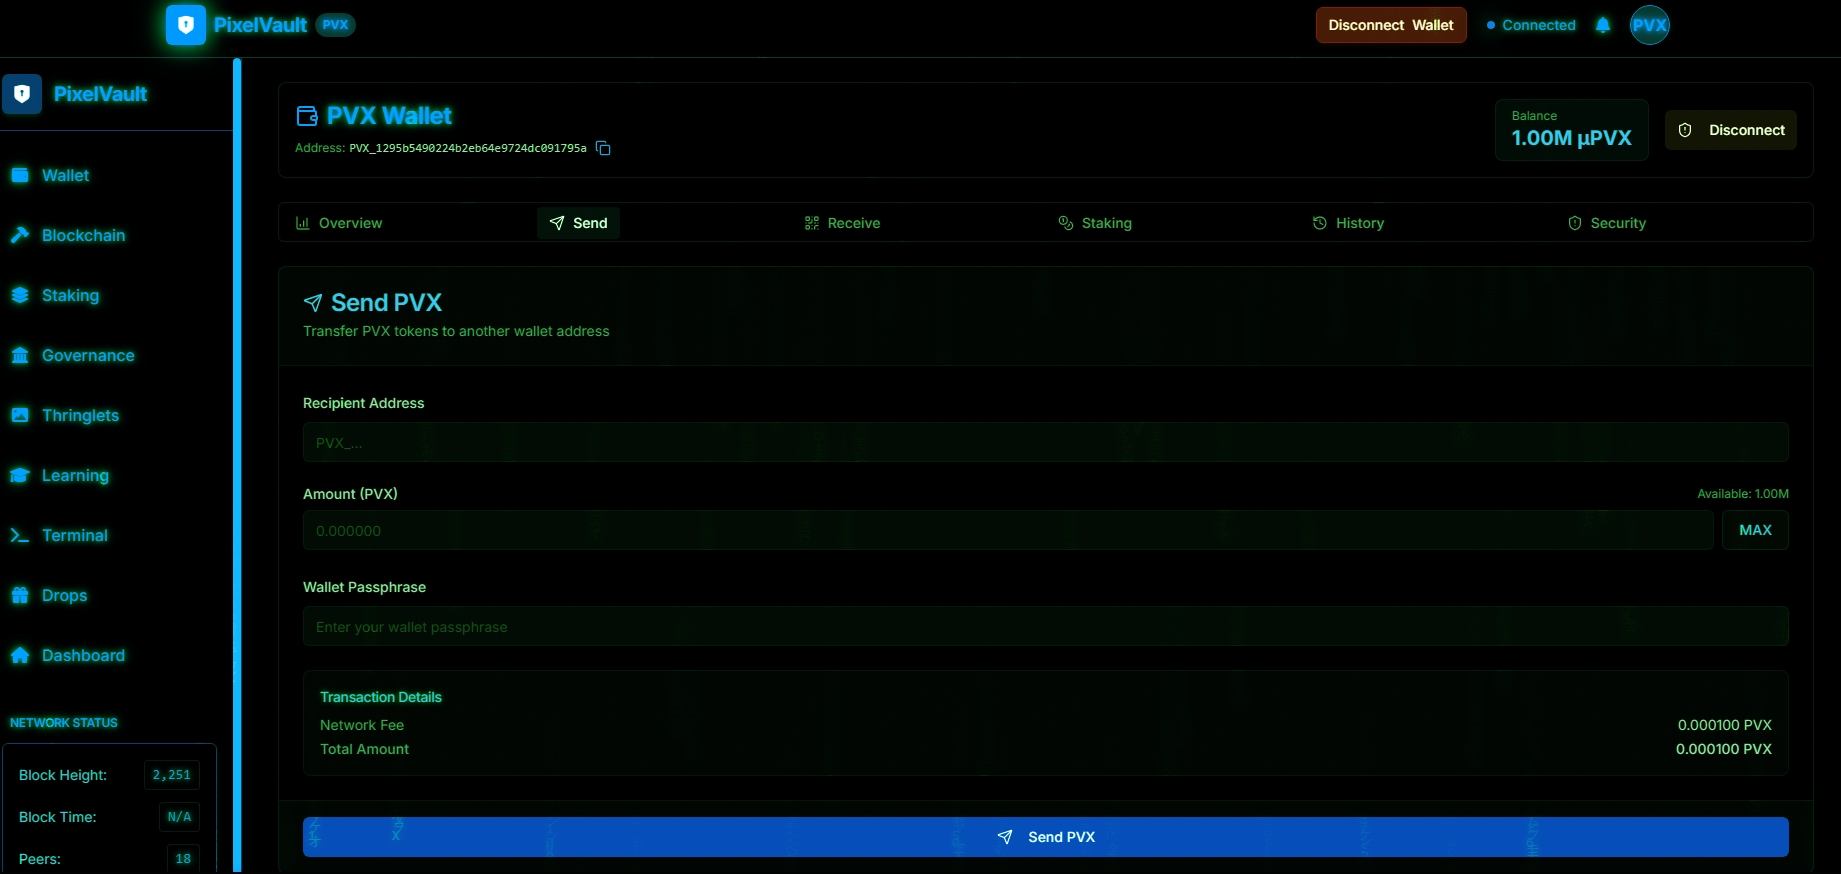 PixelVault PVX
Disconnect Wallet
Connected
PVX
PixelVault
Wallet
Blockchain
Staking
Governance
Thringlets
Learning
Terminal
Drops
Dashboard
NETWORK STATUS
Block Height: 2,251
Block Time: N/A
Peers: 18
PVX Wallet
Address: PVX_1295b5490224b2eb64e9724dc091795a
Balance
1.00M μPVX
Disconnect
Overview Send Receive Staking History Security
Send PVX
Transfer PVX tokens to another wallet address
Recipient Address
PVX_...
Amount (PVX) Available: 1.00M
0.000000 MAX
Wallet Passphrase
Enter your wallet passphrase
Transaction Details
Network Fee 0.000100 PVX
Total Amount 0.000100 PVX
Send PVX